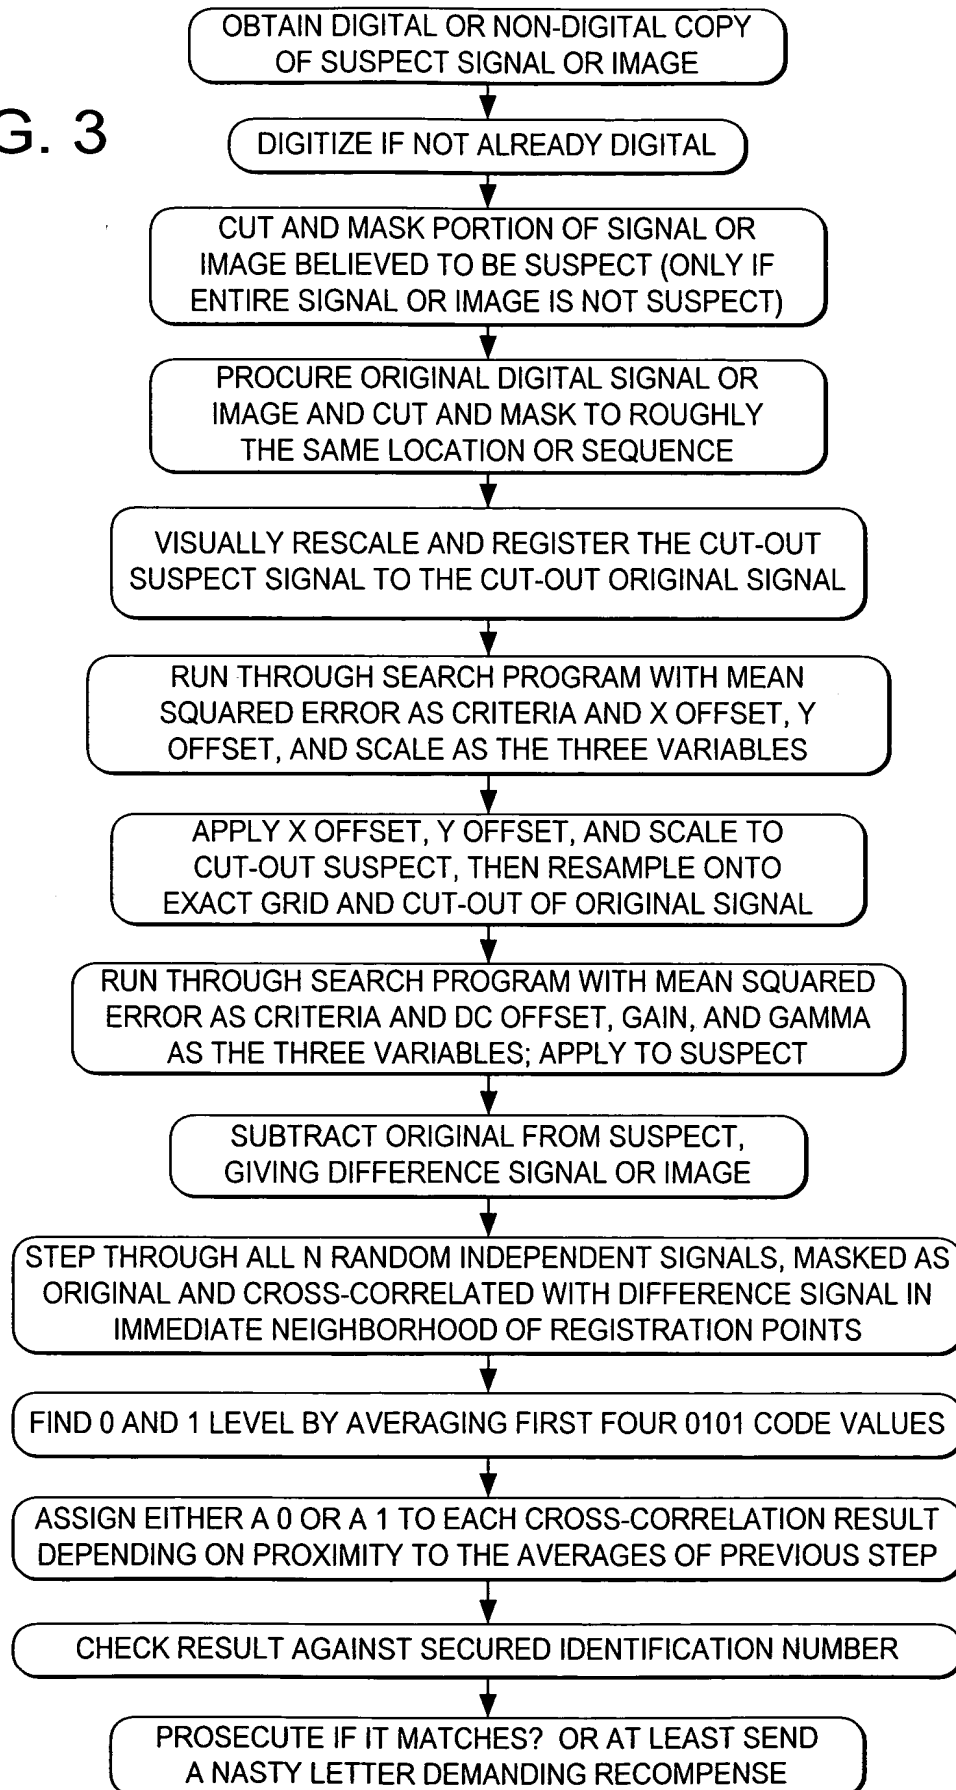 OBTAIN DIGITAL OR NON-DIGITAL COPY
OF SUSPECT SIGNAL OR IMAGE
G. 3
DIGITIZE IF NOT ALREADY DIGITAL
CUT AND MASK PORTION OF SIGNAL OR
IMAGE BELIEVED TO BE SUSPECT (ONLY IF
ENTIRE SIGNAL OR IMAGE IS NOT SUSPECT)
PROCURE ORIGINAL DIGITAL SIGNAL OR
IMAGE AND CUT AND MASK TO ROUGHLY
THE SAME LOCATION OR SEQUENCE
VISUALLY RESCALE AND REGISTER THE CUT-OUT
SUSPECT SIGNAL TO THE CUT-OUT ORIGINAL SIGNAL
RUN THROUGH SEARCH PROGRAM WITH MEAN
SQUARED ERROR AS CRITERIA AND X OFFSET, Y
OFFSET, AND SCALE AS THE THREE VARIABLES
APPLY X OFFSET, Y OFFSET, AND SCALE TO
CUT-OUT SUSPECT, THEN RESAMPLE ONTO
EXACT GRID AND CUT-OUT OF ORIGINAL SIGNAL
RUN THROUGH SEARCH PROGRAM WITH MEAN SQUARED
ERROR AS CRITERIA AND DC OFFSET, GAIN, AND GAMMA
AS THE THREE VARIABLES; APPLY TO SUSPECT
SUBTRACT ORIGINAL FROM SUSPECT,
GIVING DIFFERENCE SIGNAL OR IMAGE
STEP THROUGH ALL N RANDOM INDEPENDENT SIGNALS, MASKED AS
ORIGINAL AND CROSS-CORRELATED WITH DIFFERENCE SIGNAL IN
IMMEDIATE NEIGHBORHOOD OF REGISTRATION POINTS
FIND 0 AND 1 LEVEL BY AVERAGING FIRST FOUR 0101 CODE VALUES
ASSIGN EITHER A 0 OR A 1 TO EACH CROSS-CORRELATION RESULT
DEPENDING ON PROXIMITY TO THE AVERAGES OF PREVIOUS STEP
CHECK RESULT AGAINST SECURED IDENTIFICATION NUMBER
PROSECUTE IF IT MATCHES? OR AT LEAST SEND
A NASTY LETTER DEMANDING RECOMPENSE